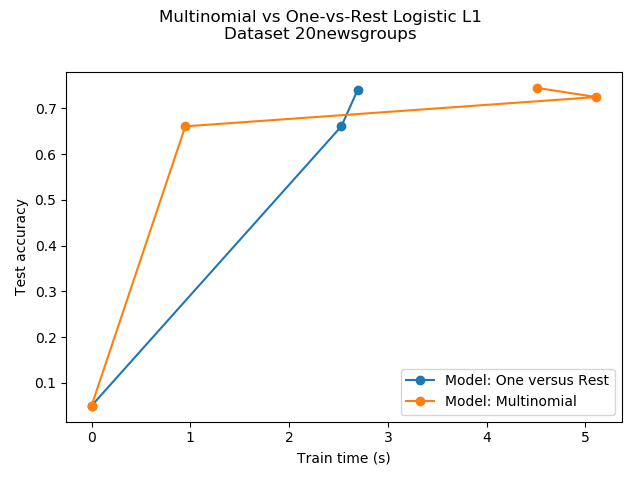 Multinomial vs One-vs-Rest Logistic L1
Dataset 20newsgroups
0.7
0.6
0.5
0.4
0.3
0.2
0.1
Test accuracy
Model: One versus Rest
Model: Multinomial
0 1 2 3 4 5
Train time (s)